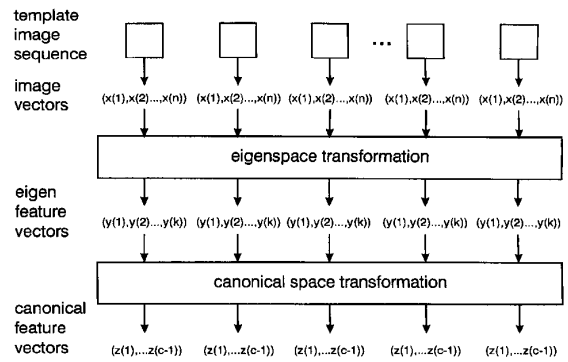 template
image
sequence
...
image
vectors
(x(1),x(2)...,x(n)) (x(1),x(2)...,x(n)) (x(1),x(2)...,x(n)) (x(1),x(2)...,x(n)) (x(1),x(2)...,x(n))
eigenspace transformation
eigen
feature
vectors
(y(1),y(2)...,y(k)) (y(1),y(2)...,y(k)) (y(1),y(2)...,y(k)) (y(1),y(2)...,y(k)) (y(1),y(2)...,y(k))
canonical space transformation
canonical
feature
vectors
(z(1),...z(c-1)) (z(1),...z(c-1)) (z(1),...z(c-1)) (z(1),...z(c-1)) (z(1),...z(c-1))